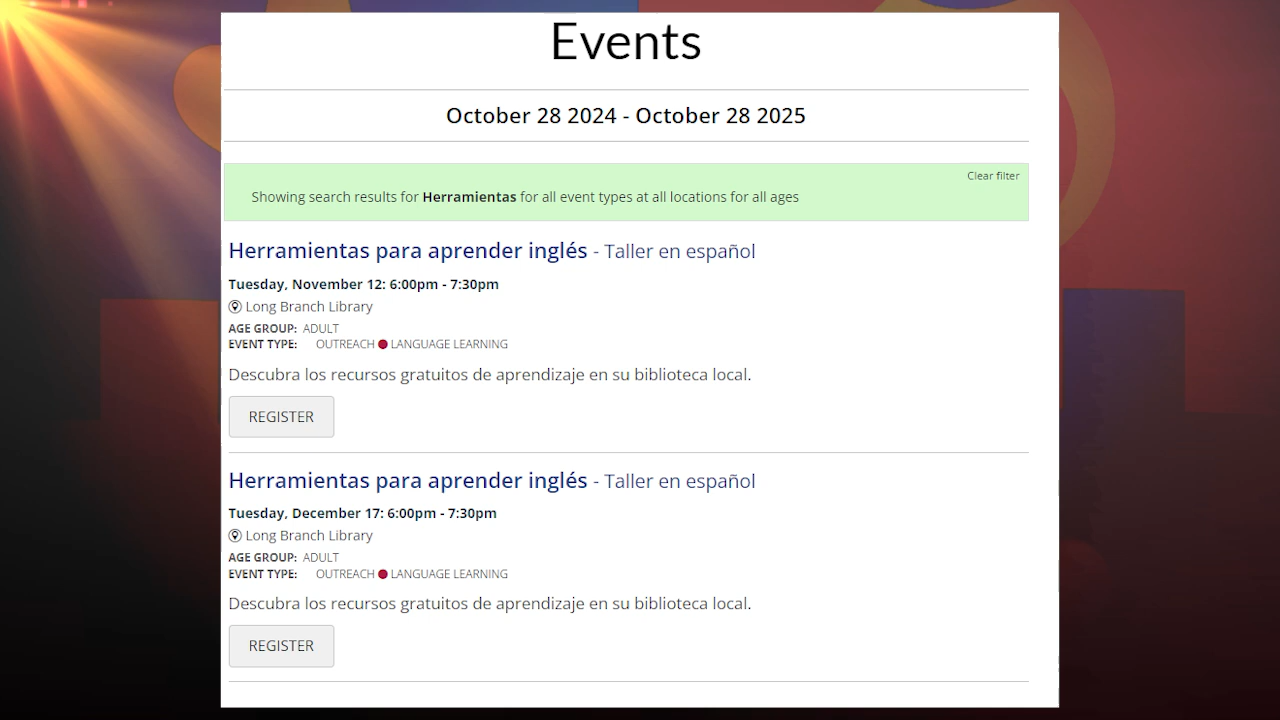 Events
October 28 2024 - October 28 2025
Clear filter
Showing search results for Herramientas for all event types at all locations for all ages
Herramientas para aprender inglés - Taller en español
Tuesday, November 12: 6:00pm - 7:30pm
Long Branch Library
AGE GROUP: ADULT
EVENT TYPE: OUTREACH LANGUAGE LEARNING
Descubra los recursos gratuitos de aprendizaje en su biblioteca local.
REGISTER
Herramientas para aprender inglés - Taller en español
Tuesday, December 17: 6:00pm - 7:30pm
Long Branch Library
AGE GROUP: ADULT
EVENT TYPE: OUTREACH LANGUAGE LEARNING
Descubra los recursos gratuitos de aprendizaje en su biblioteca local.
REGISTER